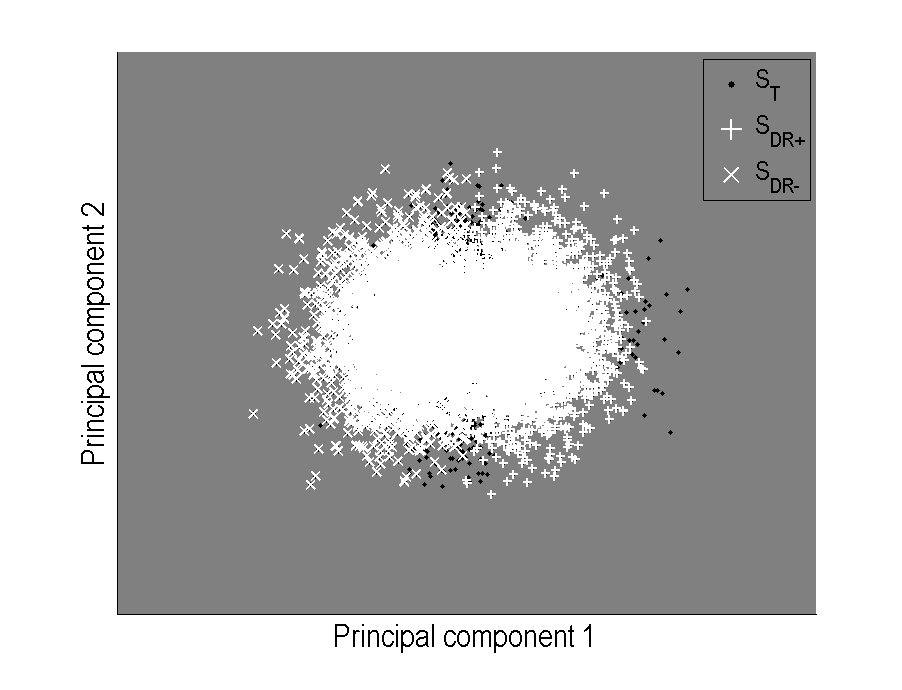 S_T
S_DR+
S_DR-
Principal component 2
Principal component 1